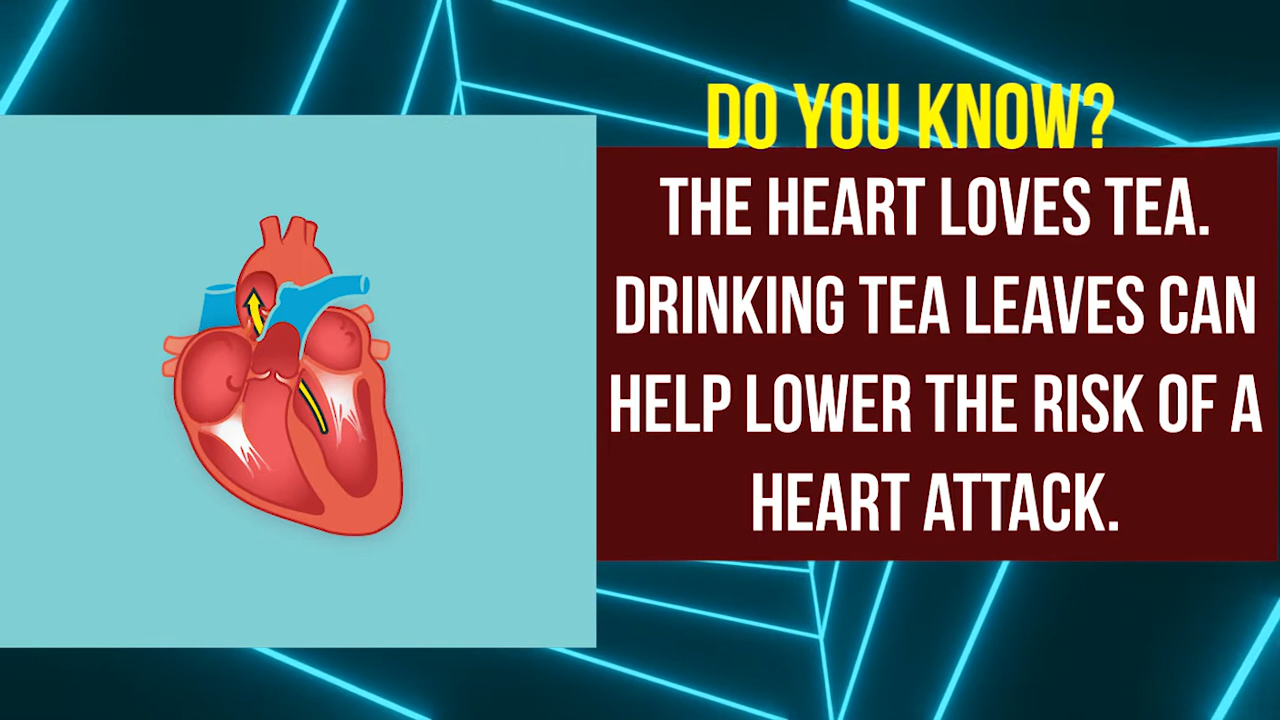 DO YOU KNOW?
THE HEART LOVES TEA.
DRINKING TEA LEAVES CAN
HELP LOWER THE RISK OF A
HEART ATTACK.